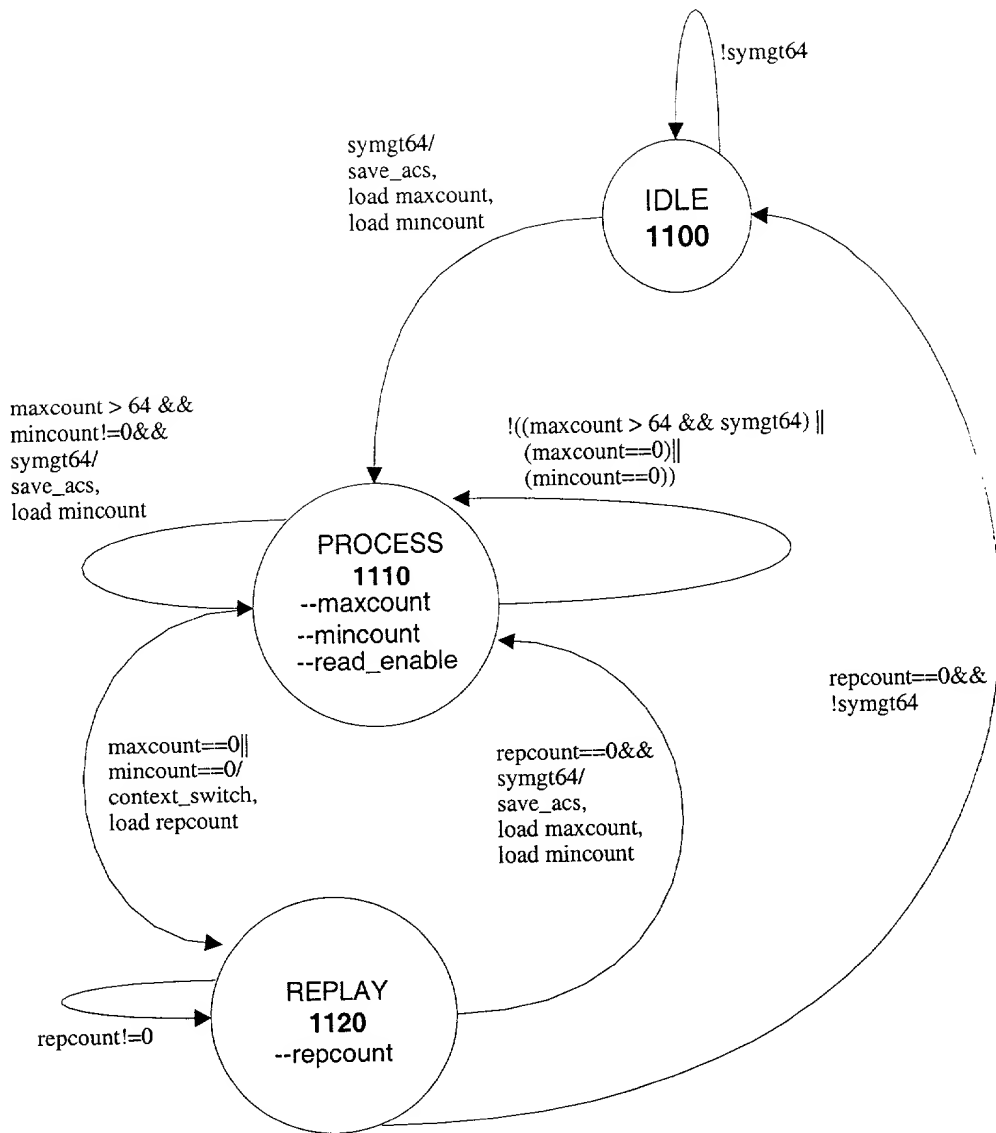 !symgt64
symgt64/
save_acs,
load maxcount,
load mincount
IDLE
1100
maxcount > 64 &&
mincount!=0&&
symgt64/
save_acs,
load mincount
!((maxcount > 64 && symgt64) ||
(maxcount==0)||
(mincount==0))
PROCESS
1110
--maxcount
--mincount
--read_enable
repcount==0&&
!symgt64
maxcount==0||
mincount==0/
context_switch,
load repcount
repcount==0&&
symgt64/
save_acs,
load maxcount,
load mincount
REPLAY
1120
--repcount
repcount!=0